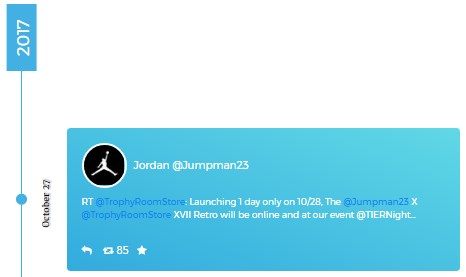 2017
October 27
Jordan @Jumpman23
RT @TrophyRoomStore: Launching 1 day only on 10/28, The @Jumpman23 X
@TrophyRoomStore XVII Retro will be online and at our event @TIERNight...
85